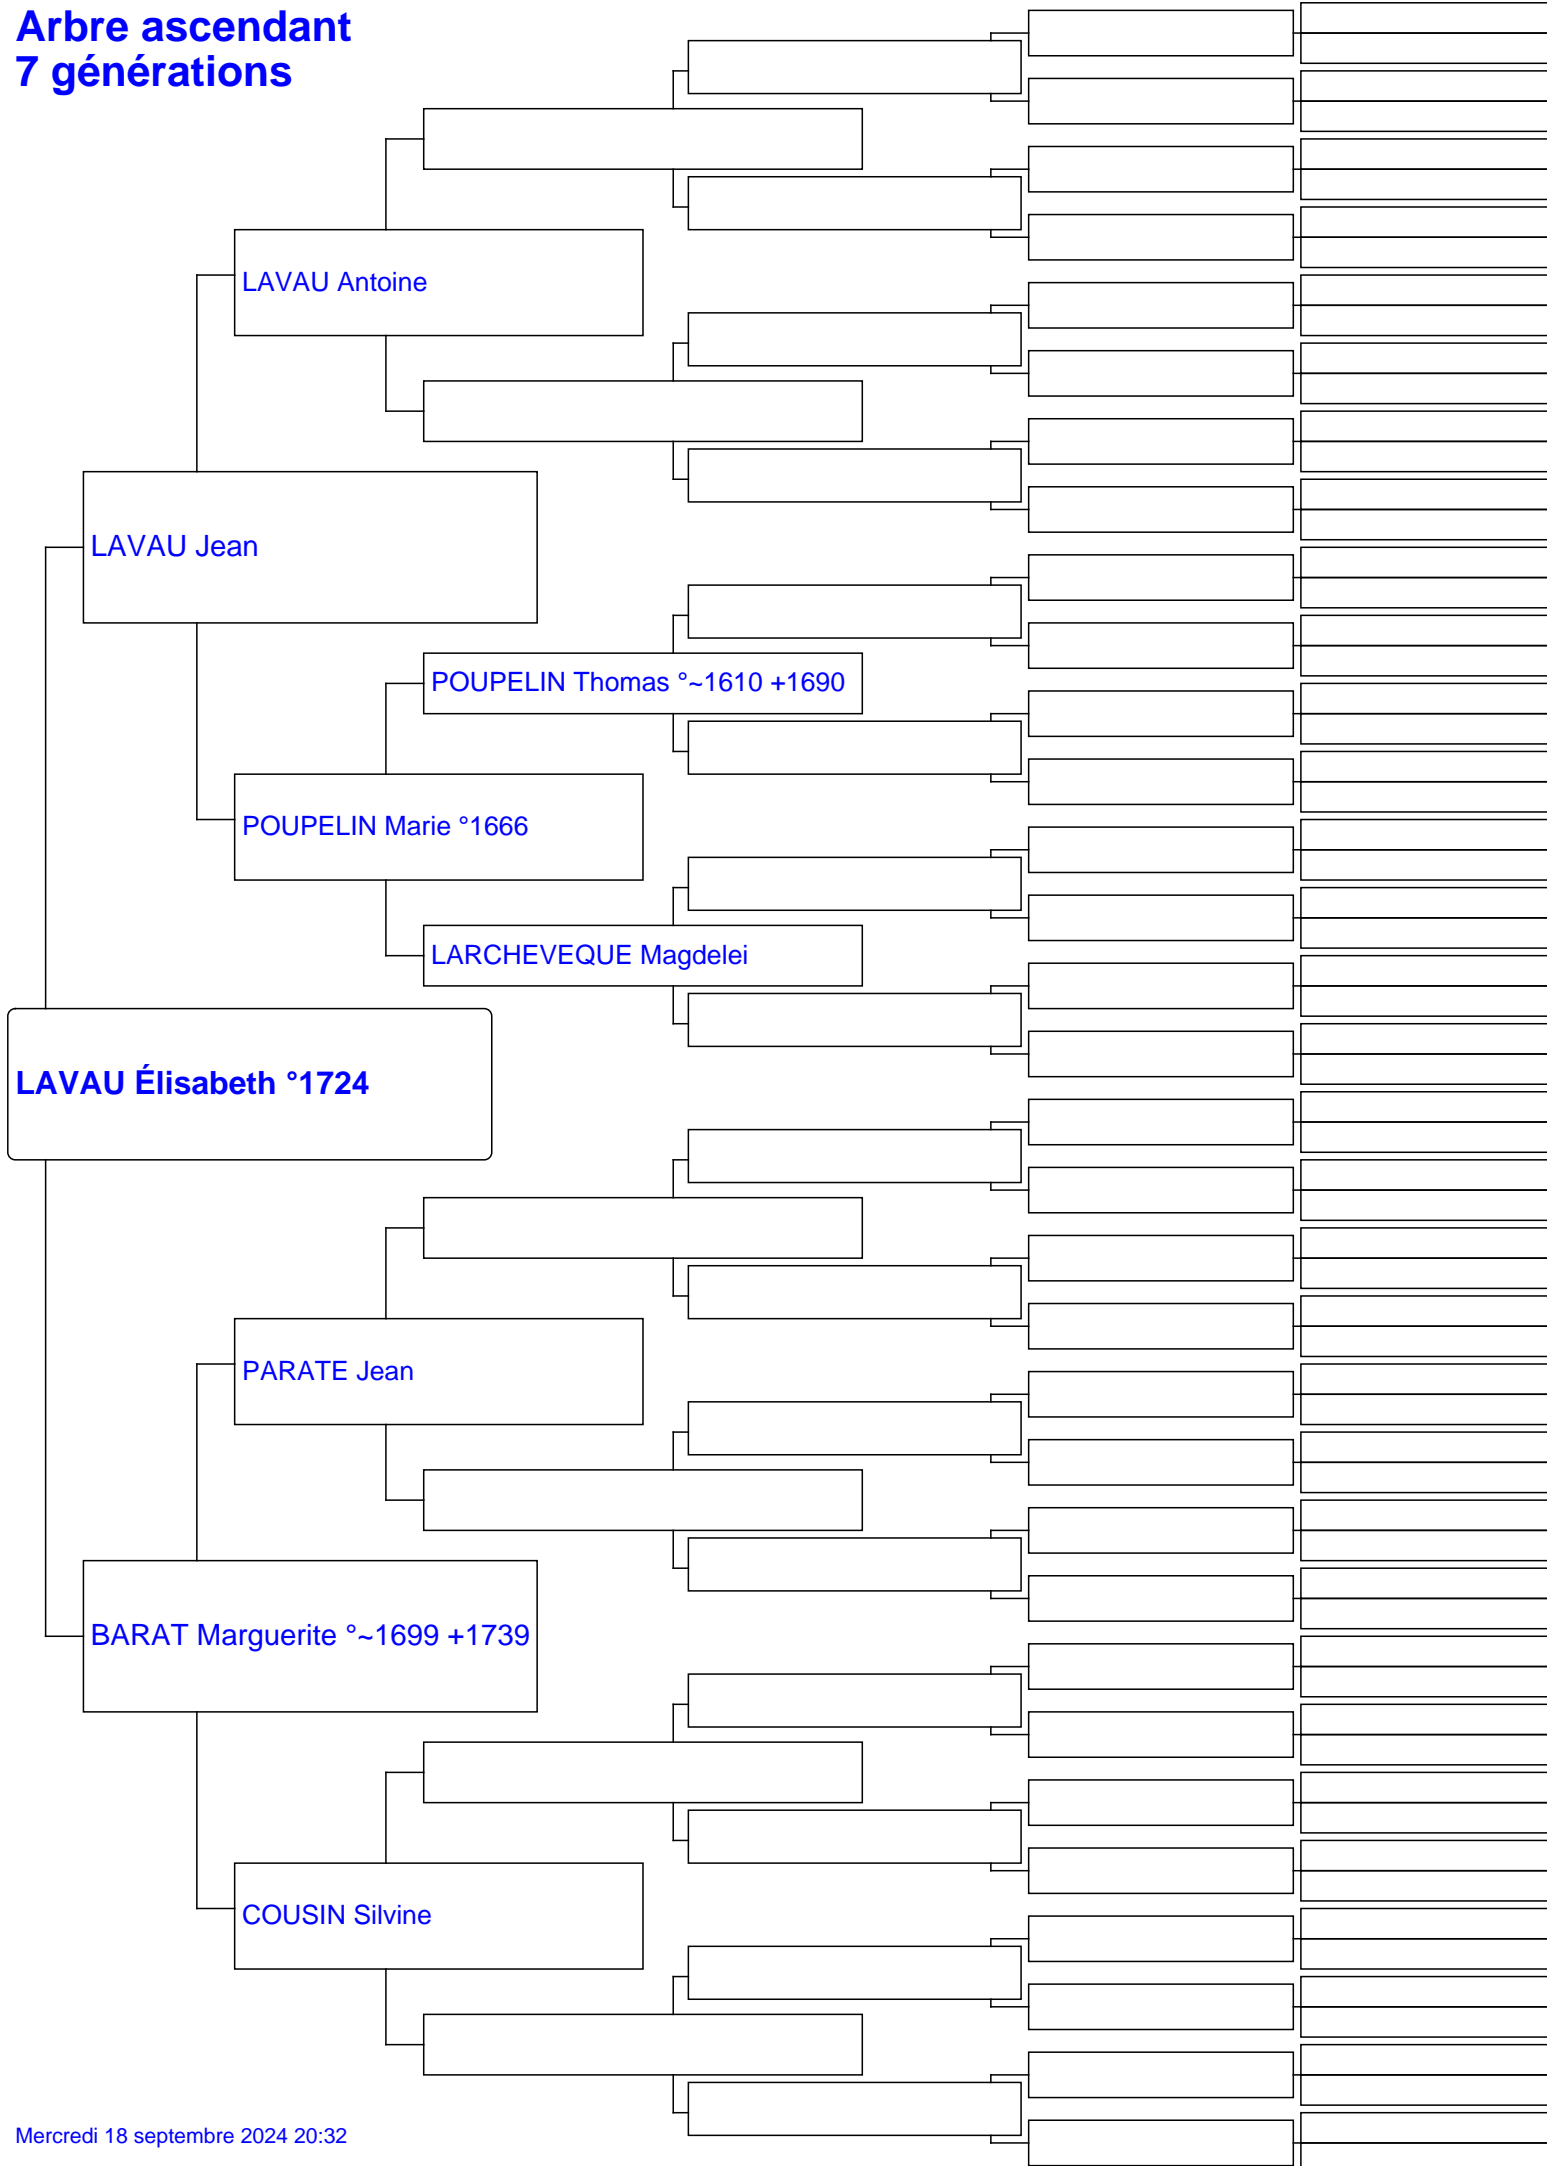 Arbre ascendant
7 générations
LAVAU Antoine
LAVAU Jean
POUPELIN Thomas °~1610 +1690
POUPELIN Marie °1666
LARCHEVEQUE Magdelei
LAVAU Élisabeth °1724
PARATE Jean
BARAT Marguerite °~1699 +1739
COUSIN Silvine
Mercredi 18 septembre 2024 20:32